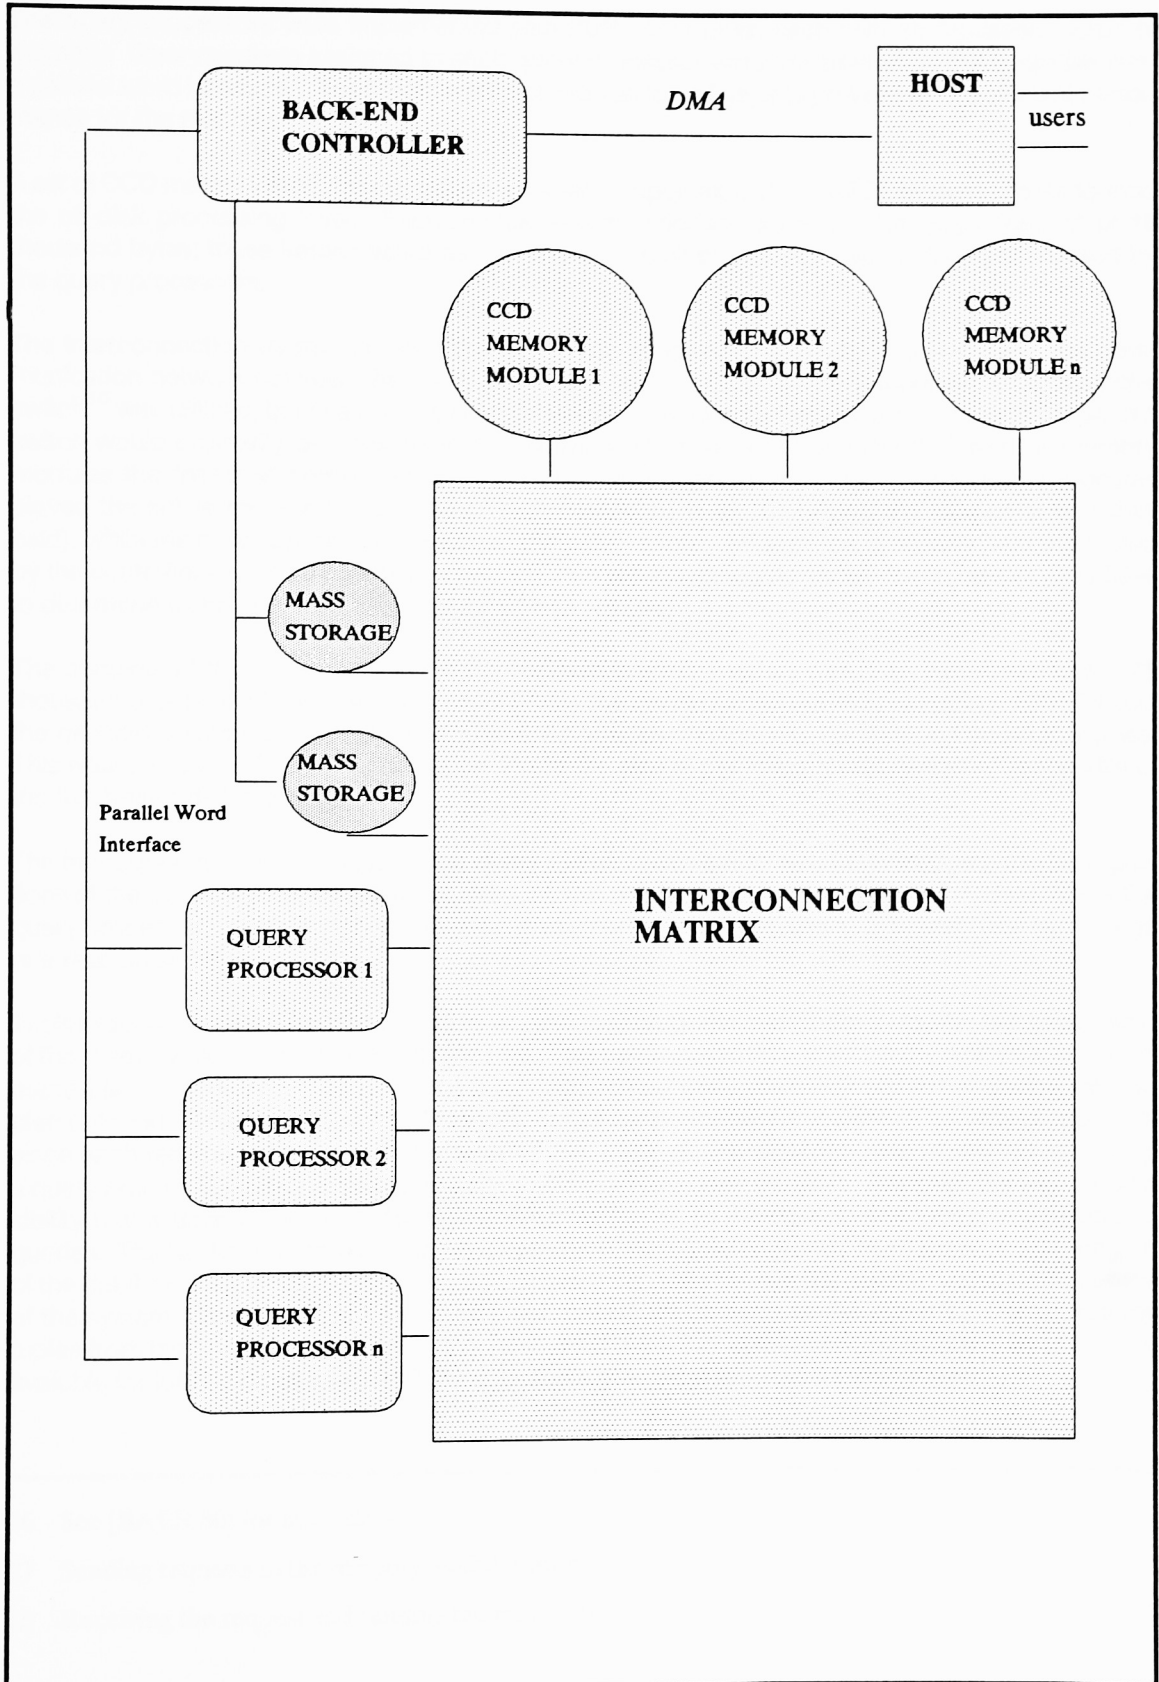 BACK-END
CONTROLLER
DMA
HOST
users
CCD
MEMORY
MODULE 1
CCD
MEMORY
MODULE 2
CCD
MEMORY
MODULE n
MASS
STORAGE
MASS
STORAGE
Parallel Word
Interface
INTERCONNECTION
MATRIX
QUERY
PROCESSOR 1
QUERY
PROCESSOR 2
QUERY
PROCESSOR n